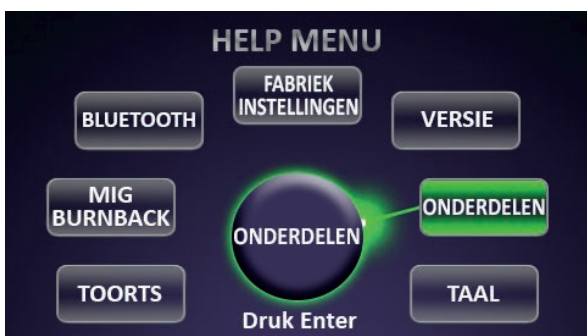 HELP MENU
FABRIEK
INSTELLINGEN
BLUETOOTH
VERSIE
MIG
BURNBACK
ONDERDELEN
ONDERDELEN
TOORTS
TAAL
Druk Enter